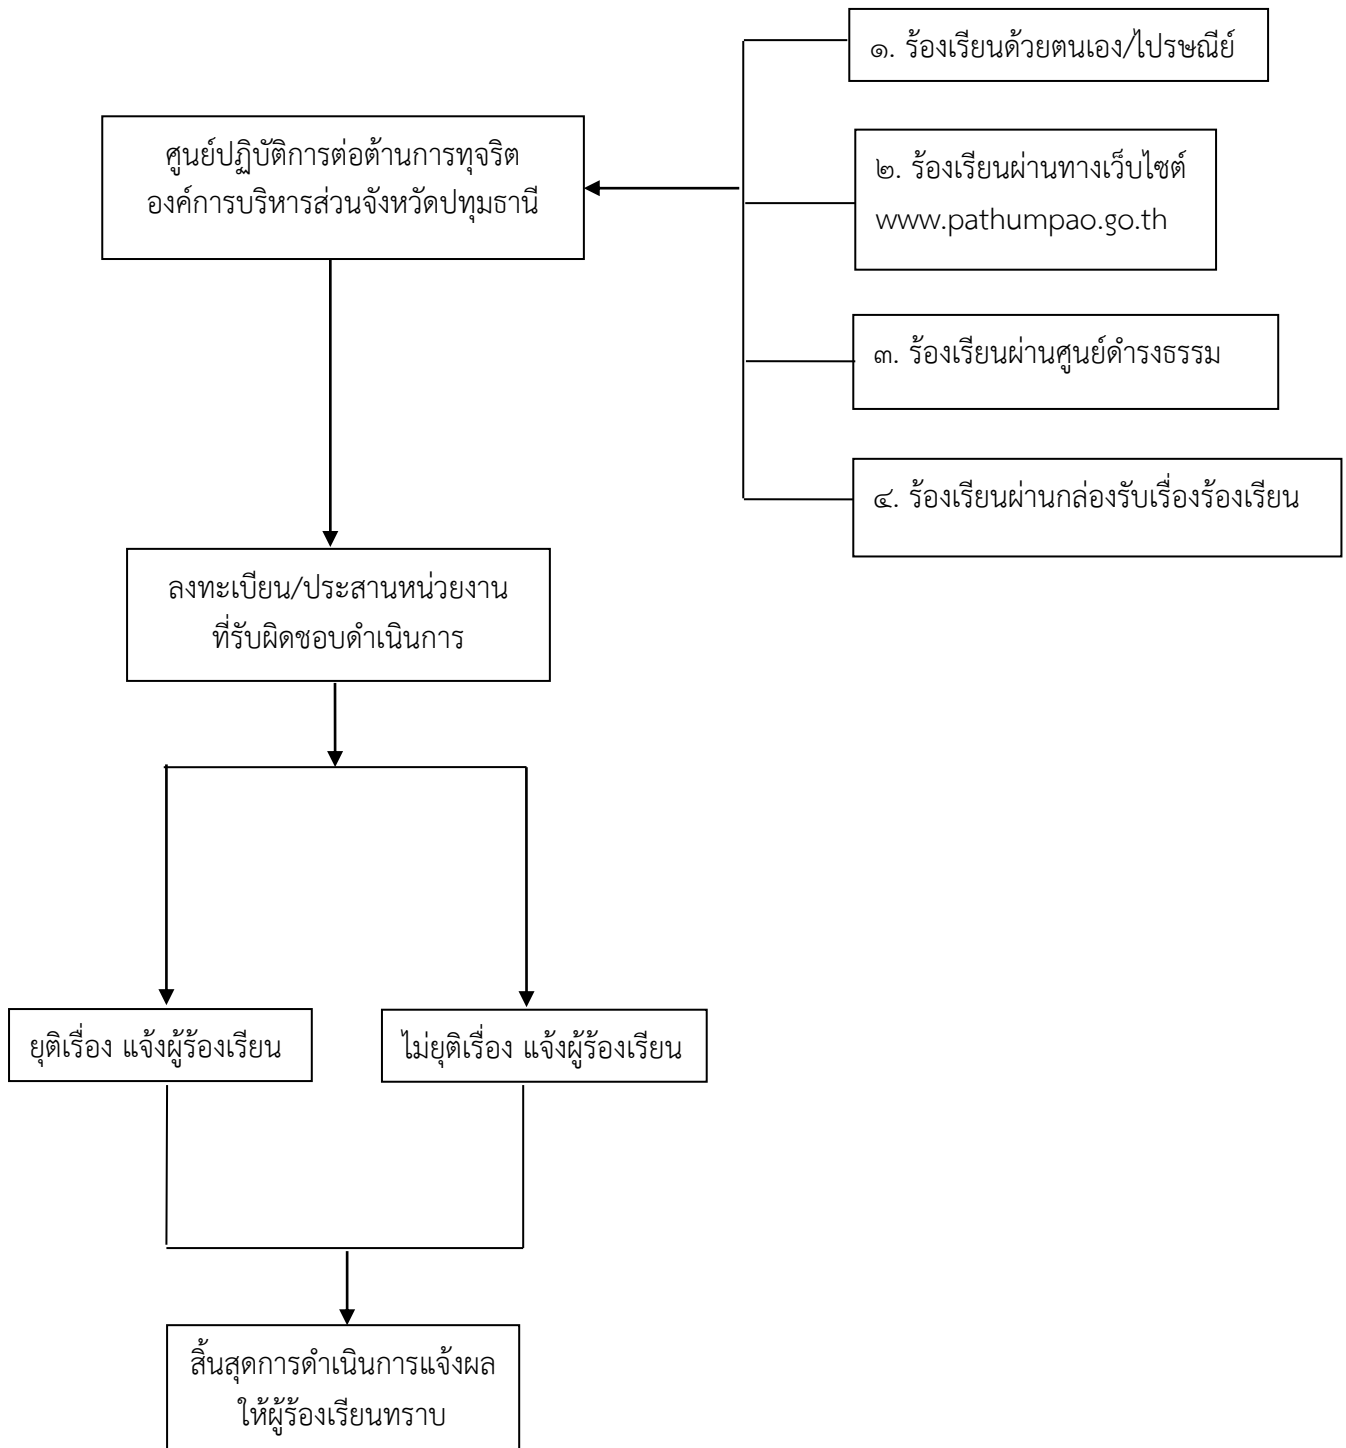 ๑. ร้องเรียนด้วยตนเอง/ไปรษณีย์
ศูนย์ปฏิบัติการต่อต้านการทุจริต
องค์การบริหารส่วนจังหวัดปทุมธานี
๒. ร้องเรียนผ่านทางเว็บไซต์
www.pathumpao.go.th
๓. ร้องเรียนผ่านศูนย์ดำรงธรรม
๔. ร้องเรียนผ่านกล่องรับเรื่องร้องเรียน
ลงทะเบียน/ประสานหน่วยงาน
ที่รับผิดชอบดำเนินการ
ยุติเรื่อง แจ้งผู้ร้องเรียน
ไม่ยุติเรื่อง แจ้งผู้ร้องเรียน
สิ้นสุดการดำเนินการแจ้งผล
ให้ผู้ร้องเรียนทราบ